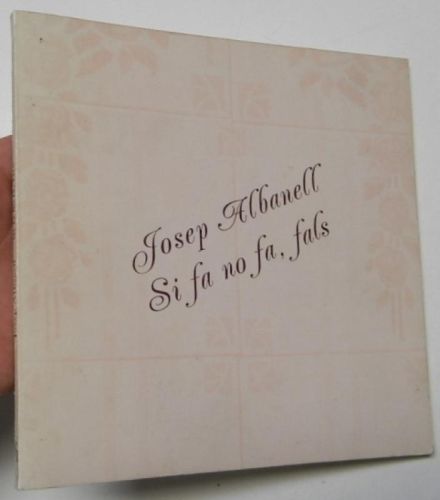 Josep Albanell
Si fa no fa, fals